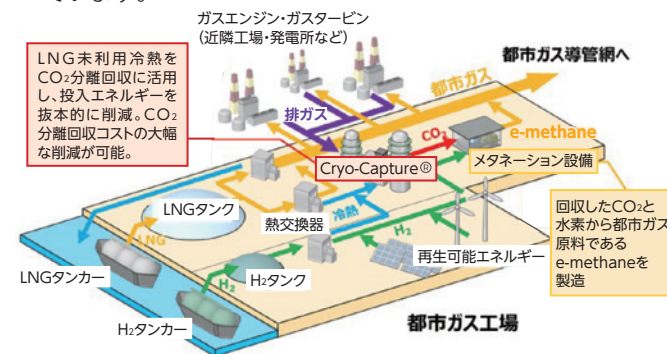 ガスエンジン・ガスタービン
（近隣工場・発電所など）
LNG未利用冷熱を
CO₂分離回収に活用
し、投入エネルギーを
抜本的に削減。CO₂
分離回収コストの大幅
な削減が可能。
都市ガス導管網へ
都市ガス
排ガス
CO₂
e-methane
Cryo-Capture®
メタネーション設備
LNGタンク
熱交換器
冷熱
LNG
H₂
回収したCO₂と
水素から都市ガス
原料である
e-methaneを
製造
再生可能エネルギー
LNGタンカー
H₂
H₂タンク
H₂タンカー
都市ガス工場